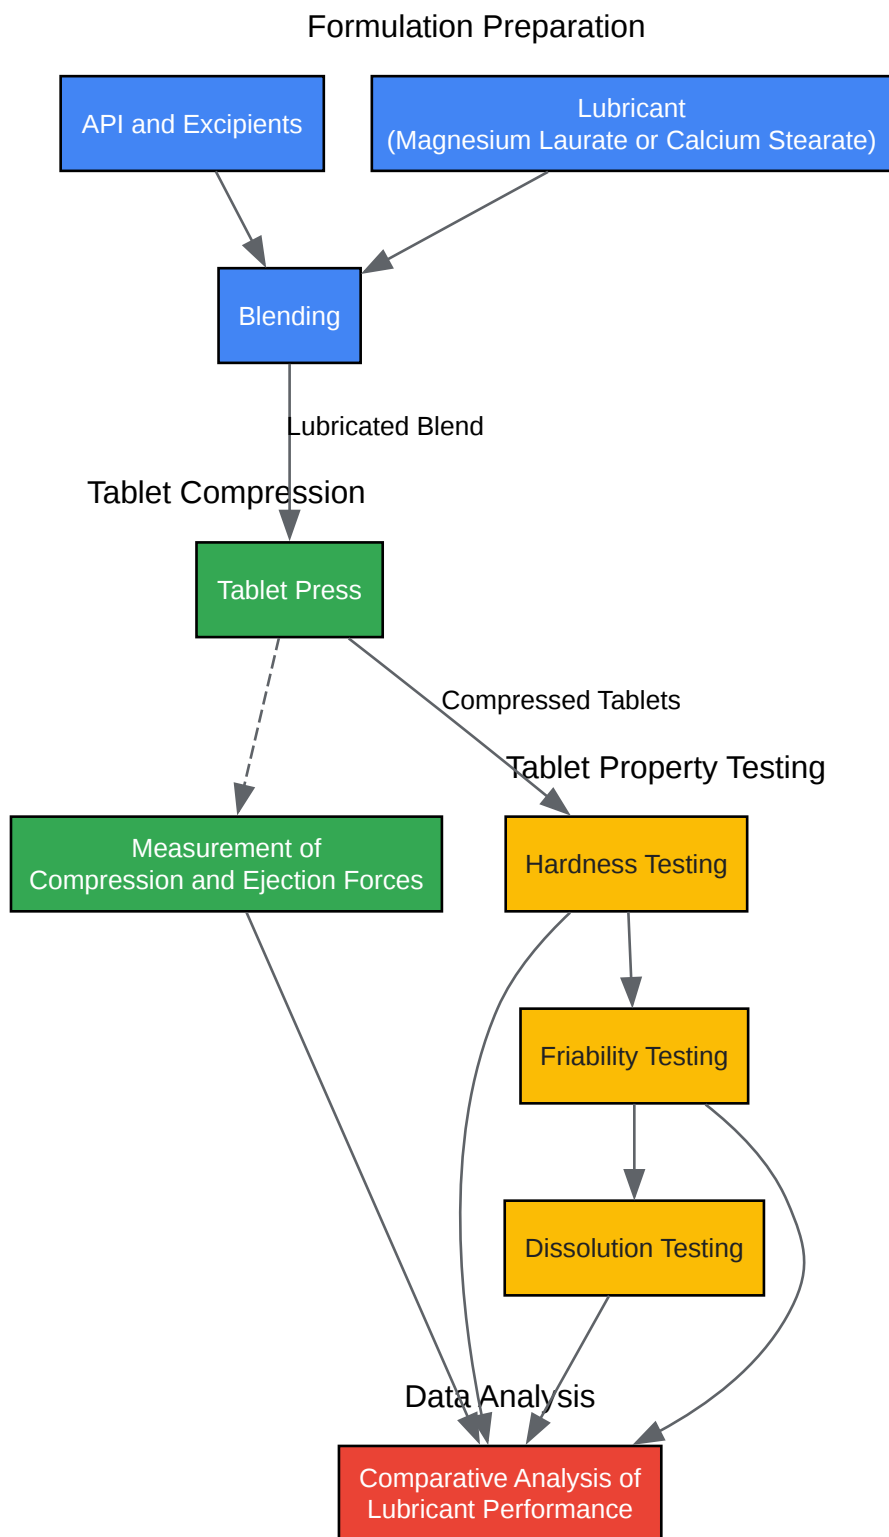 Formulation Preparation
API and Excipients
Lubricant
(Magnesium Laurate or Calcium Stearate)
Blending
Lubricated Blend
Tablet Compression
Tablet Press
Compressed Tablets
Tablet Property Testing
Measurement of
Compression and Ejection Forces
Hardness Testing
Friability Testing
Dissolution Testing
Data Analysis
Comparative Analysis of
Lubricant Performance